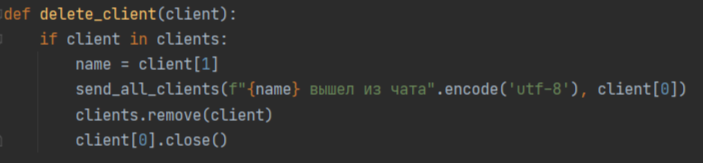 def delete_client(client):
    if client in clients:
        name = client[1]
        send_all_clients(f"{name} вышел из чата".encode('utf-8'), client[0])
        clients.remove(client)
        client[0].close()